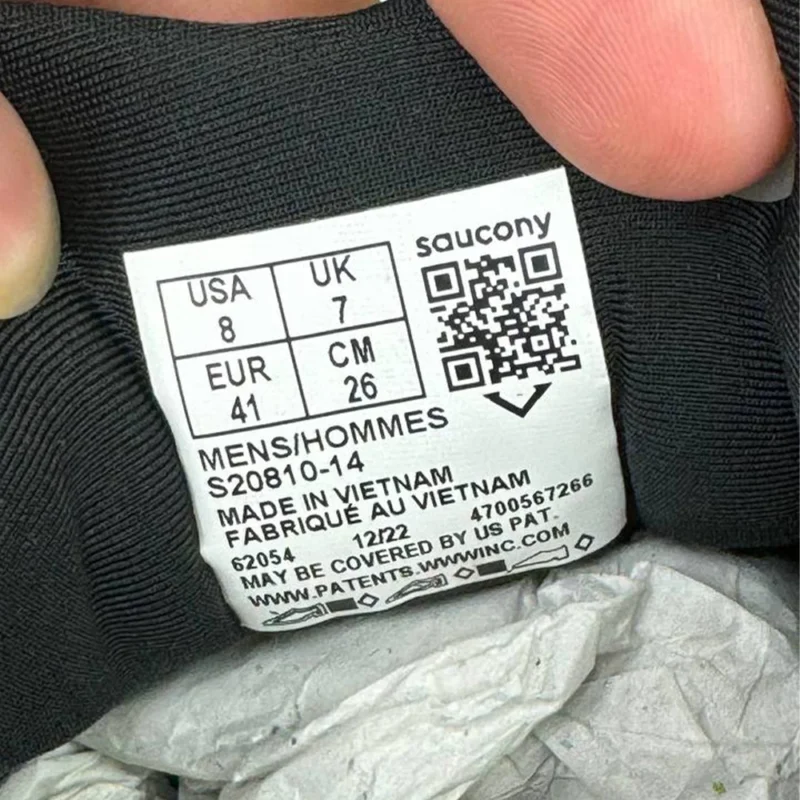 saucony
USA 8 UK 7
EUR 41 CM 26
MENS/HOMMES
S20810-14
MADE IN VIETNAM
FABRIQUÉ AU VIETNAM
62054 12/22 4700567266
MAY BE COVERED BY US PAT.
WWW.PATENTS.WWWINC.COM